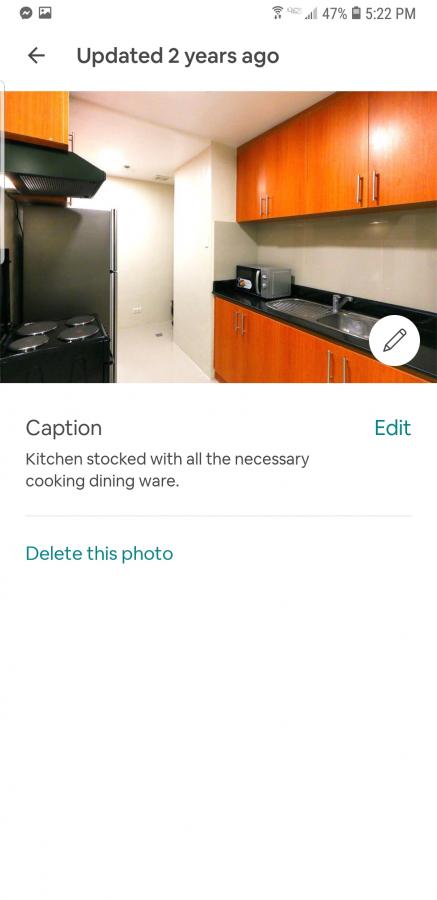 47% 5:22 PM
Updated 2 years ago
Caption
Edit
Kitchen stocked with all the necessary
cooking dining ware.
Delete this photo